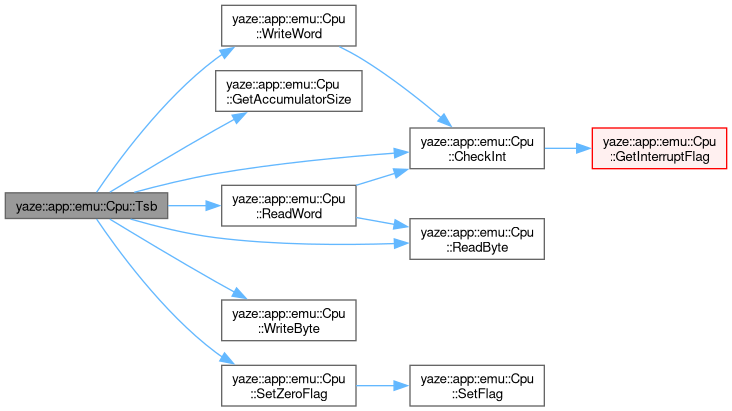 yaze::app::emu::Cpu::Tsb
yaze::app::emu::Cpu
::WriteWord
yaze::app::emu::Cpu
::GetAccumulatorSize
yaze::app::emu::Cpu
::CheckInt
yaze::app::emu::Cpu
::GetInterruptFlag
yaze::app::emu::Cpu
::ReadWord
yaze::app::emu::Cpu
::ReadByte
yaze::app::emu::Cpu
::WriteByte
yaze::app::emu::Cpu
::SetZeroFlag
yaze::app::emu::Cpu
::SetFlag